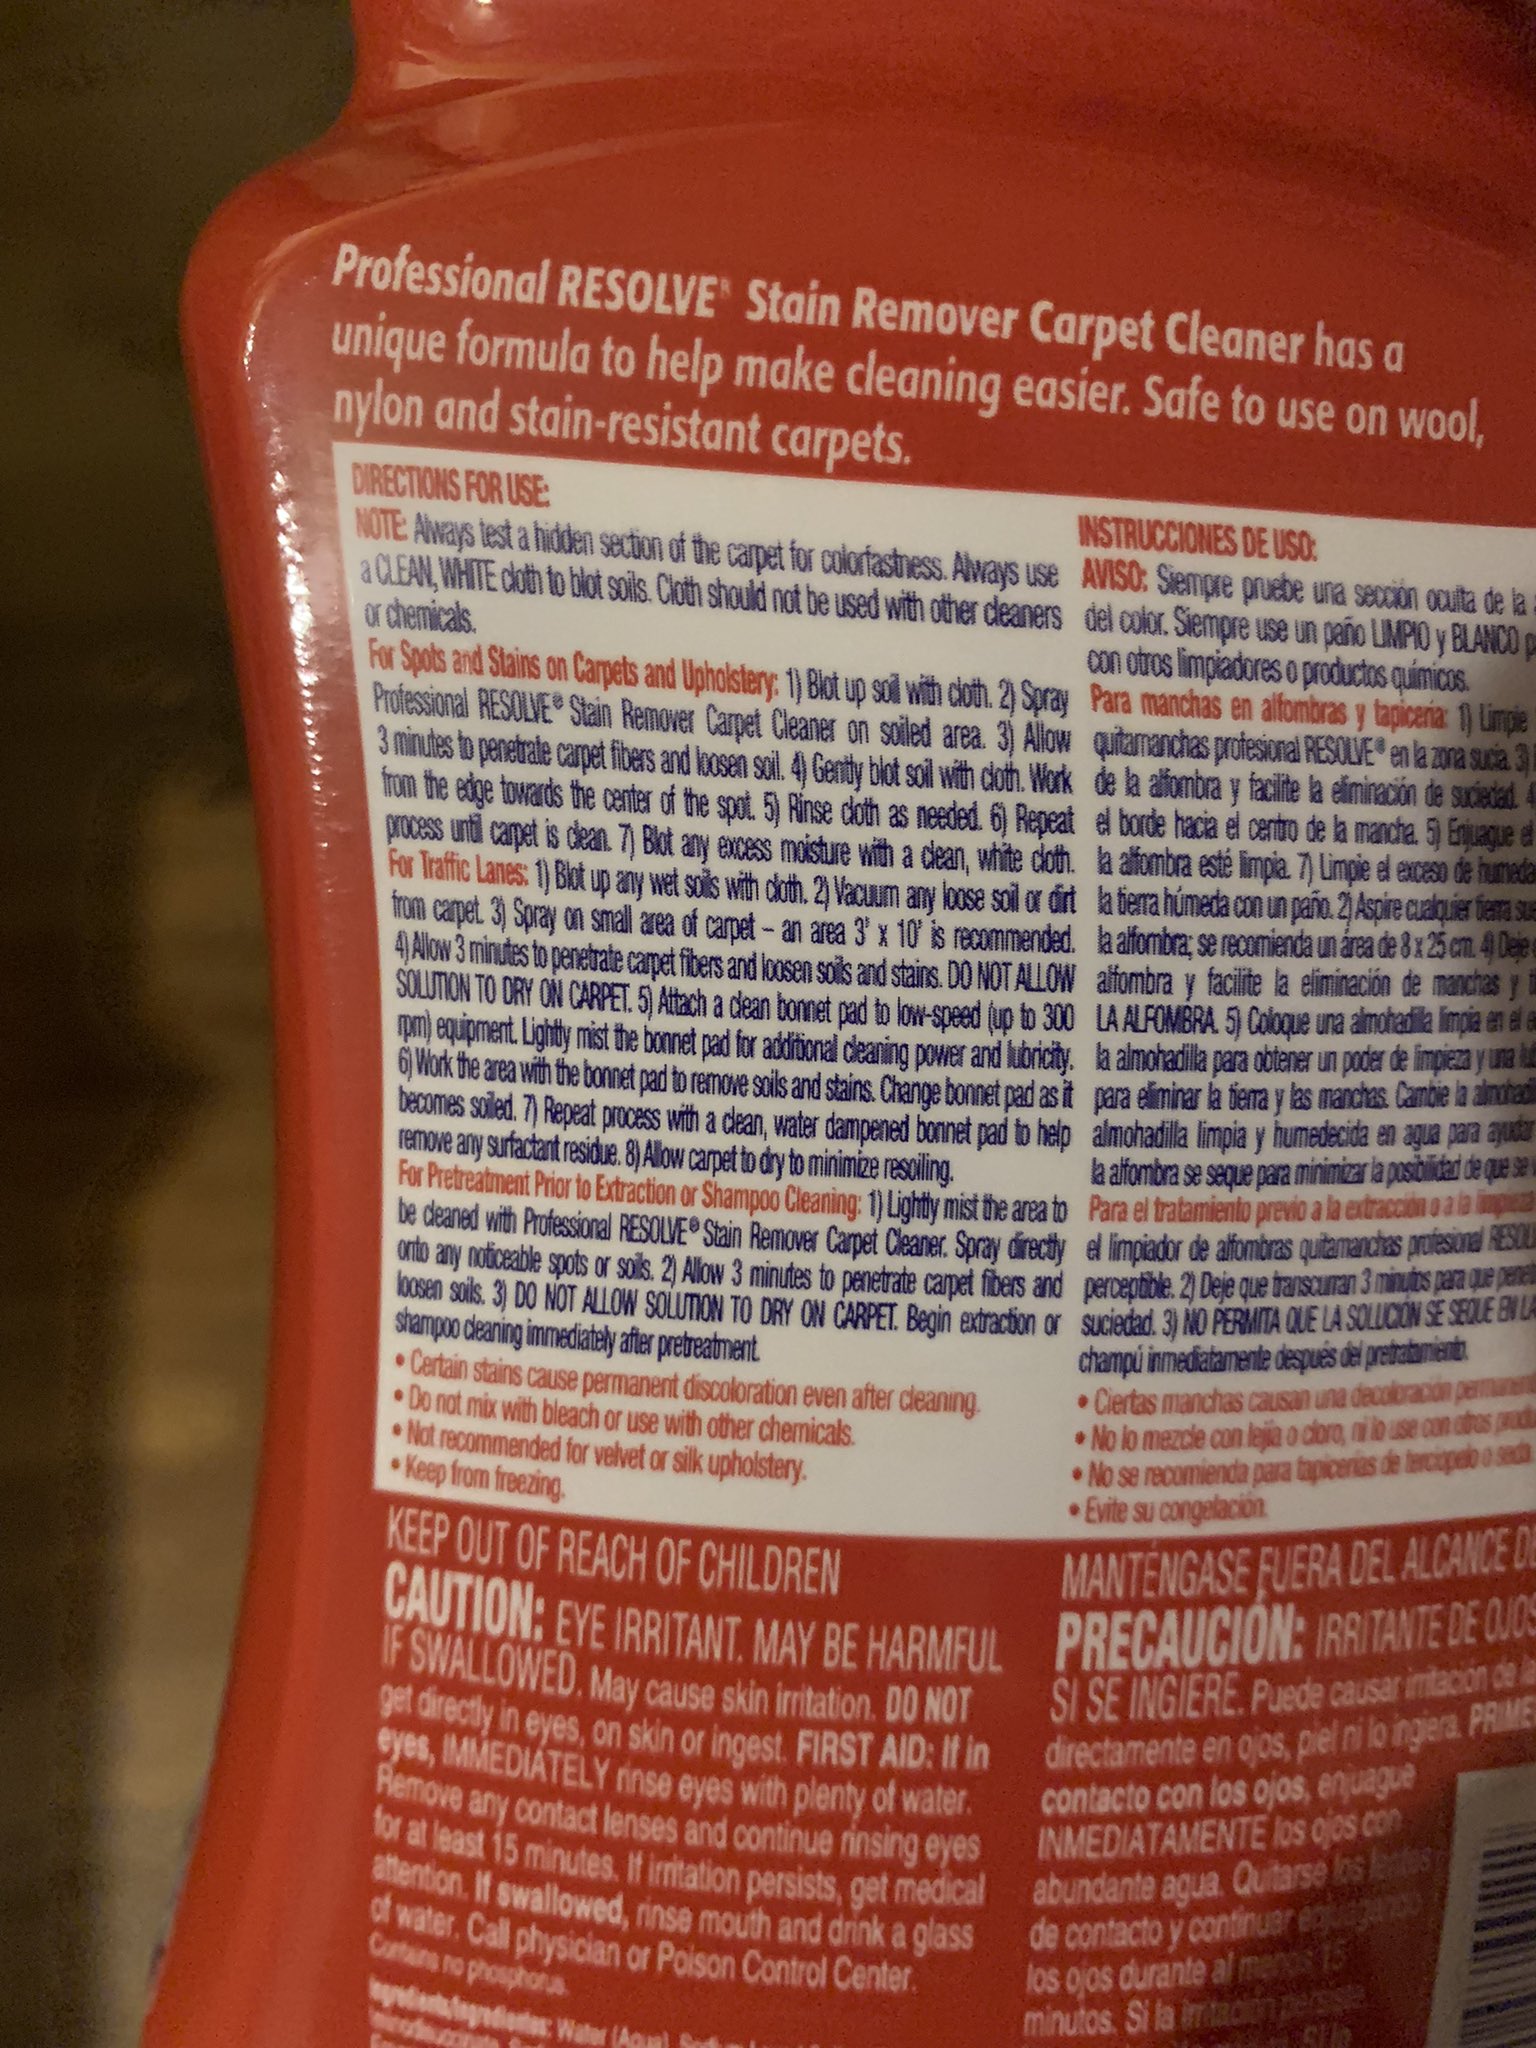 Professional RESOLVE® Stain Remover Carpet Cleaner has a
unique formula to help make cleaning easier. Safe to use on wool,
nylon and stain-resistant carpets.
DIRECTIONS FOR USE:
NOTE: Always test a hidden section of the carpet for colorfastness. Always use
a CLEAN, WHITE cloth to blot soils. Cloth should not be used with other cleaners
or chemicals.
For Spots and Stains on Carpets and Upholstery: 1) Blot up soil with cloth. 2) Spray
Professional RESOLVE® Stain Remover Carpet Cleaner on soiled area. 3) Allow
3 minutes to penetrate carpet fibers and loosen soil. 4) Gently blot soil with cloth. Work
from the edge towards the center of the spot. 5) Rinse cloth as needed. 6) Repeat
process until carpet is clean. 7) Blot any excess moisture with a clean, white cloth.
For Traffic Lanes: 1) Blot up any wet soils with cloth. 2) Vacuum any loose soil or dirt
from carpet. 3) Spray on small area of carpet – an area 3' x 10' is recommended.
4) Allow 3 minutes to penetrate carpet fibers and loosen soils and stains. DO NOT ALLOW
SOLUTION TO DRY ON CARPET. 5) Attach a clean bonnet pad to low-speed (up to 300
rpm) equipment. Lightly mist the bonnet pad for additional cleaning power and lubricity.
6) Work the area with the bonnet pad to remove soils and stains. Change bonnet pad as it
becomes soiled. 7) Repeat process with a clean, water dampened bonnet pad to help
remove any surfactant residue. 8) Allow carpet to dry to minimize resoiling.
For Pretreatment Prior to Extraction or Shampoo Cleaning: 1) Lightly mist the area to
be cleaned with Professional RESOLVE® Stain Remover Carpet Cleaner. Spray directly
onto any noticeable spots or soils. 2) Allow 3 minutes to penetrate carpet fibers and
loosen soils. 3) DO NOT ALLOW SOLUTION TO DRY ON CARPET. Begin extraction or
shampoo cleaning immediately after pretreatment.
• Certain stains cause permanent discoloration even after cleaning.
• Do not mix with bleach or use with other chemicals.
• Not recommended for velvet or silk upholstery.
• Keep from freezing.
KEEP OUT OF REACH OF CHILDREN
CAUTION: EYE IRRITANT. MAY BE HARMFUL
IF SWALLOWED. May cause skin irritation. DO NOT
get directly in eyes, on skin or ingest. FIRST AID: If in
eyes, IMMEDIATELY rinse eyes with plenty of water.
Remove any contact lenses and continue rinsing eyes
for at least 15 minutes. If irritation persists, get medical
attention. If swallowed, rinse mouth and drink a glass
of water. Call physician or Poison Control Center.
Contains no phosphorus.
Ingredients/Ingredientes: Water (Agua)
INSTRUCCIONES DE USO:
AVISO: Siempre pruebe una sección oculta de la
del color. Siempre use un paño LIMPIO y BLANCO
con otros limpiadores o productos químicos.
Para manchas en alfombras y tapicería: 1) Limpie
quitamanchas profesional RESOLVE® en la zona sucia. 3)
de la alfombra y facilite la eliminación de suciedad.
el borde hacia el centro de la mancha. 5) Enjuague el
la alfombra esté limpia. 7) Limpie el exceso de
la tierra húmeda con un paño. 2) Aspire cualquier tierra
la alfombra; se recomienda un área de 8 x 25 cm. 4) Deje
alfombra y facilite la eliminación de manchas y
LA ALFOMBRA. 5) Coloque una almohadilla limpia en el
la almohadilla para obtener un poder de limpieza y una
para eliminar la tierra y las manchas. Cambie la
almohadilla limpia y humedecida en agua para
la alfombra se seque para minimizar la posibilidad de que se
Para el tratamiento previo a la extracción o a la
el limpiador de alfombras quitamanchas profesional
perceptible. 2) Deje que transcurran 3 minutos para que
suciedad. 3) NO PERMITA QUE LA SOLUCIÓN SE SEQUE EN
champú inmediatamente después del pretratamiento.
• Ciertas manchas causan una decoloración
• No lo mezcle con lejía o cloro, ni lo use con otros
• No se recomienda para tapicerías de terciopelo o seda.
• Evite su congelación.
MANTÉNGASE FUERA DEL ALCANCE
PRECAUCIÓN: IRRITANTE DE
SI SE INGIERE. Puede causar irritación de
directamente en ojos, piel ni lo ingiera.
contacto con los ojos, enjuague
INMEDIATAMENTE los ojos con
abundante agua. Quitarse los
de contacto y continuar
los ojos durante al menos 15
minutos. Si la